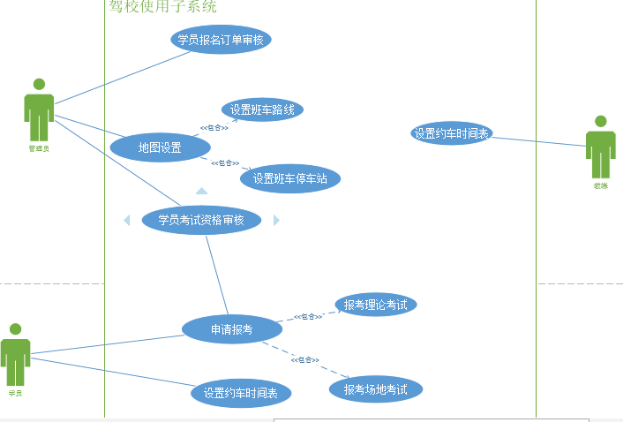 驾校使用子系统
学员报名订单审核
管理员
设置班车路线
<<包含>>
地图设置
设置约车时间表
<<包含>>
设置班车停车站
教练
学员考试资格审核
报考理论考试
<<包含>>
申请报考
<<包含>>
学员
设置约车时间表
报考场地考试